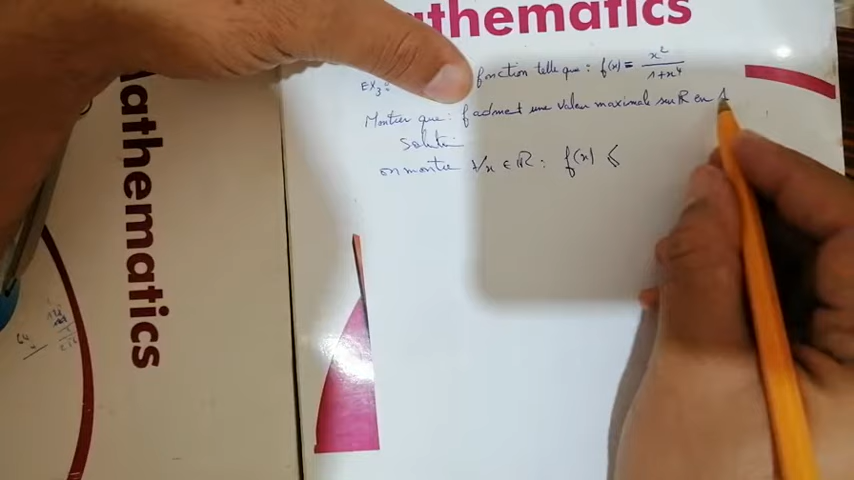 thematics
Ex3: fonction telle que : f(x) = x²/(1+x⁴)
Montrer que : f admet une valeur maximale sur ℝ en 1
Solution
on montre ∀x ∈ ℝ : f(x) ≤
athematics